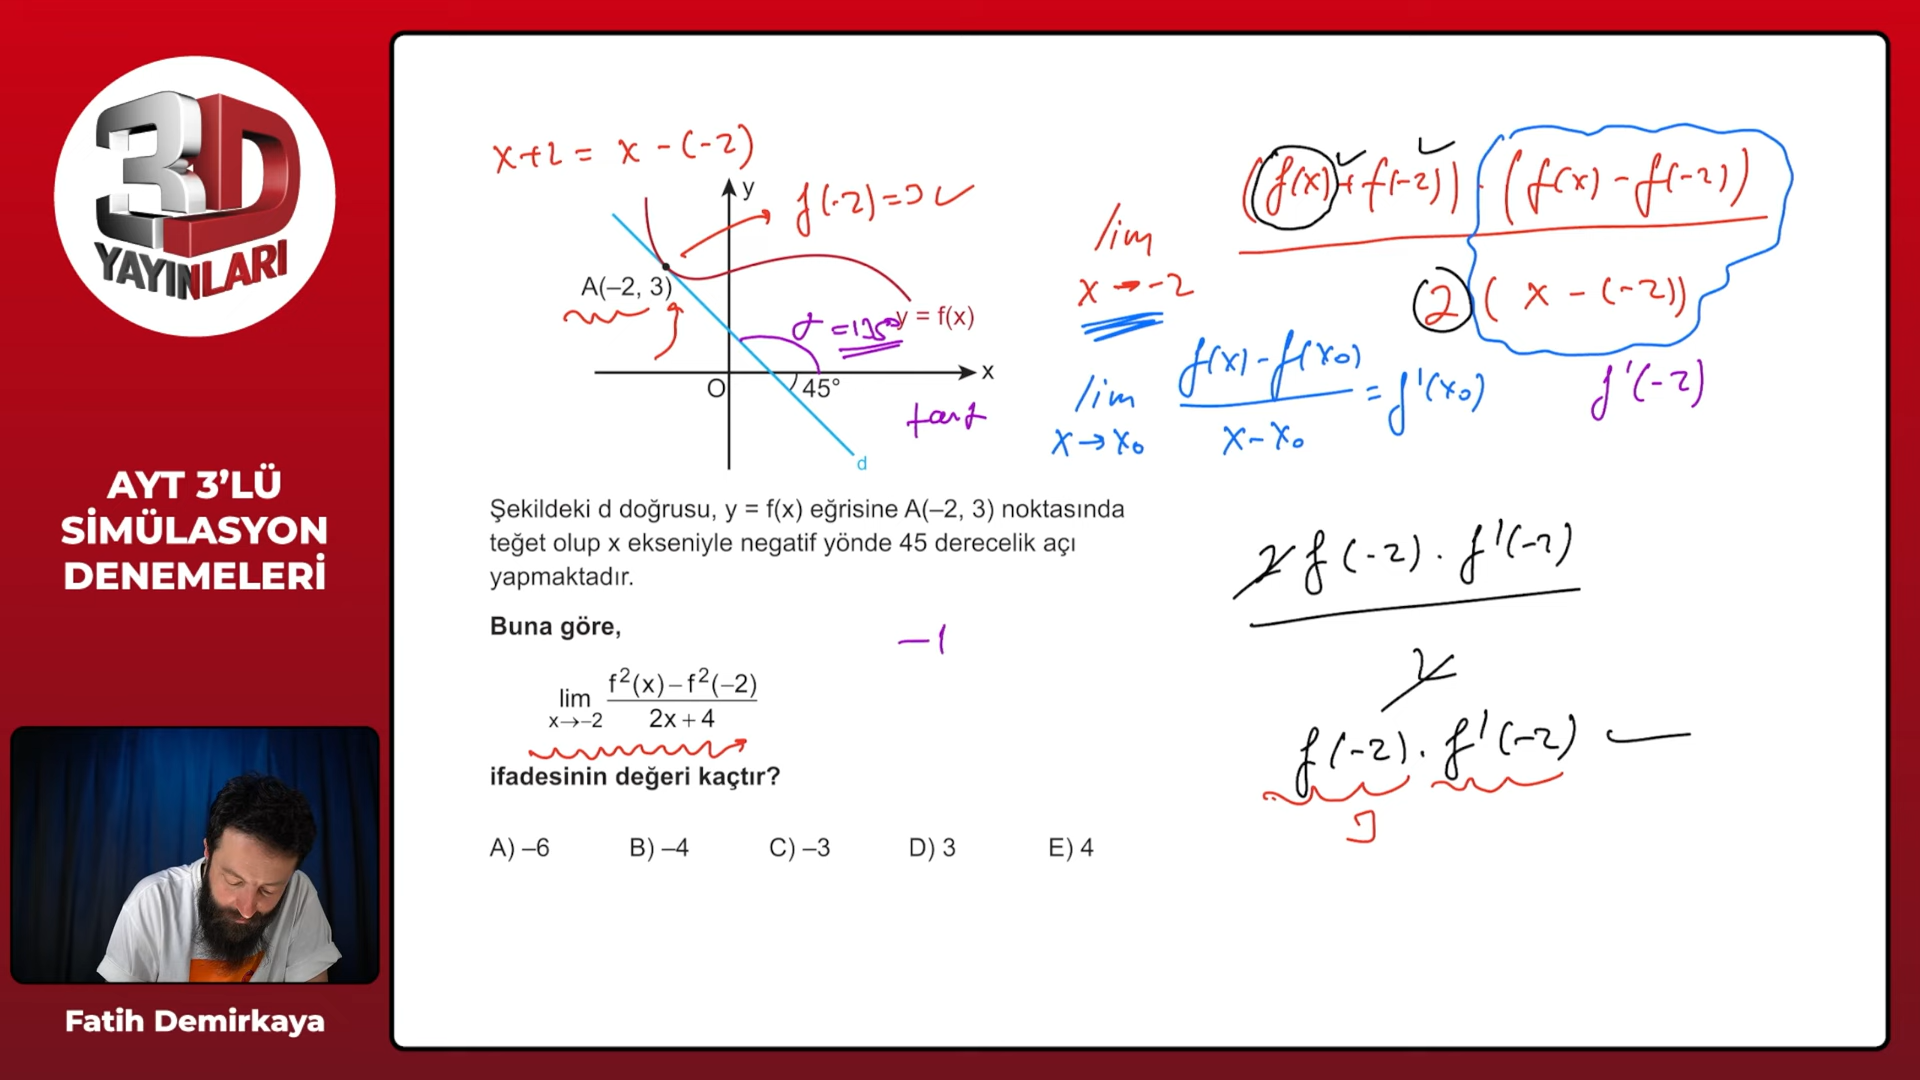 3D
YAYINLARI
AYT 3’LÜ
SİMÜLASYON
DENEMELERİ
Fatih Demirkaya
x+2 = x - (-2)
y
f(-2)=3
A(–2, 3)
α = 135°
y = f(x)
O
45°
x
tanα
d
lim x→-2
(f(x)+f(-2)) · (f(x) - f(-2))
2 (x - (-2))
lim x→x₀
f(x) - f(x₀)
x - x₀
= f'(x₀)
f'(-2)
Şekildeki d doğrusu, y = f(x) eğrisine A(–2, 3) noktasında
teğet olup x ekseniyle negatif yönde 45 derecelik açı
yapmaktadır.
Buna göre,
-1
lim x→–2
f²(x) – f²(–2)
2x + 4
ifadesinin değeri kaçtır?
A) –6 B) –4 C) –3 D) 3 E) 4
2 f(-2) · f'(-2)
2
f(-2) · f'(-2)
3